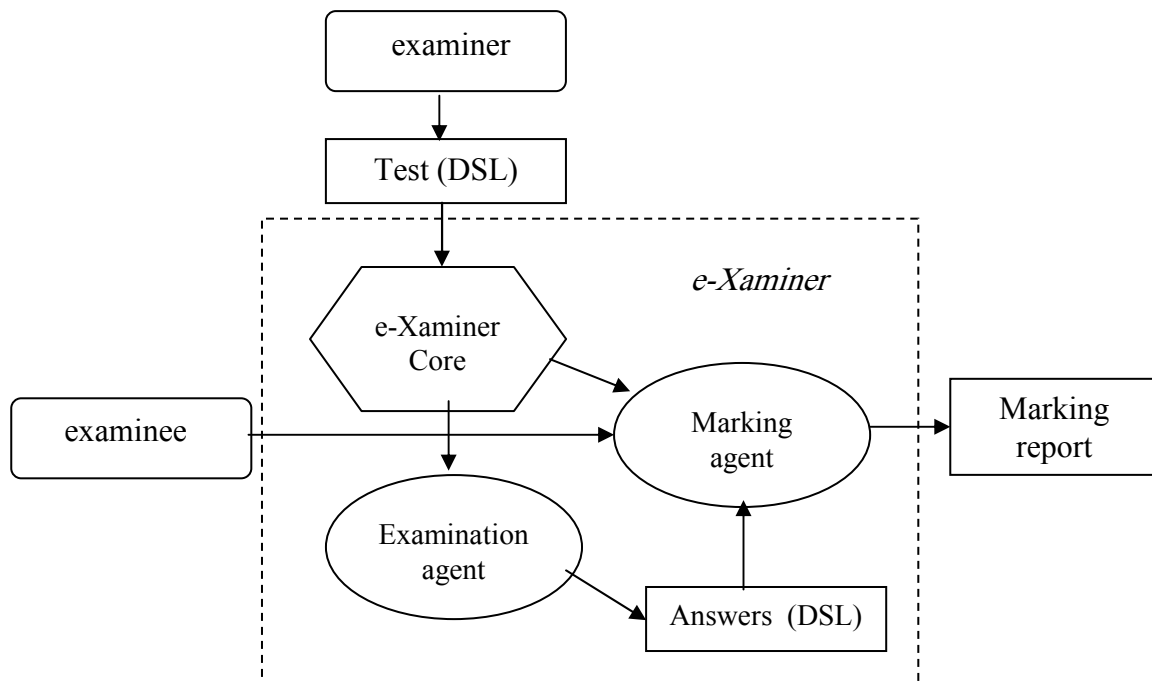 examiner
Test (DSL)
e-Xaminer
e-Xaminer
Core
examinee
Marking
agent
Marking
report
Examination
agent
Answers (DSL)